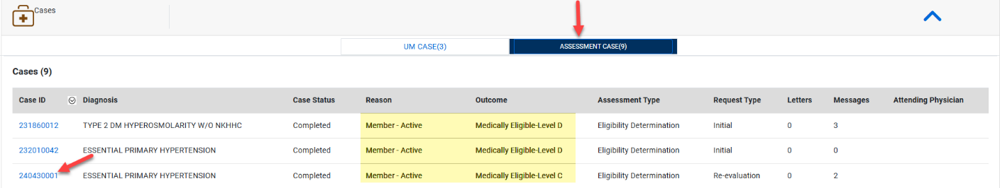 Cases
UM CASE(3) ASSESSMENT CASE(9)
Cases (9)
Case ID Diagnosis Case Status Reason Outcome Assessment Type Request Type Letters Messages Attending Physician
231860012 TYPE 2 DM HYPEROSMOLARITY W/O NKHHC Completed Member - Active Medically Eligible-Level D Eligibility Determination Initial 0 3
232010042 ESSENTIAL PRIMARY HYPERTENSION Completed Member - Active Medically Eligible-Level D Eligibility Determination Initial 0 0
240430001 ESSENTIAL PRIMARY HYPERTENSION Completed Member - Active Medically Eligible-Level C Eligibility Determination Re-evaluation 0 2